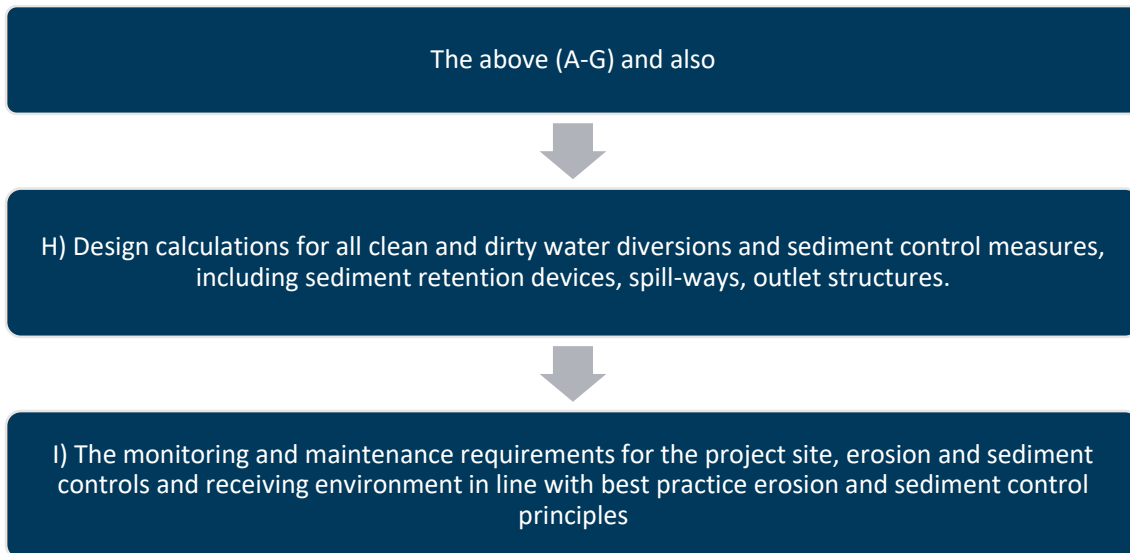 The above (A-G) and also
H) Design calculations for all clean and dirty water diversions and sediment control measures,
including sediment retention devices, spill-ways, outlet structures.
I) The monitoring and maintenance requirements for the project site, erosion and sediment
controls and receiving environment in line with best practice erosion and sediment control
principles